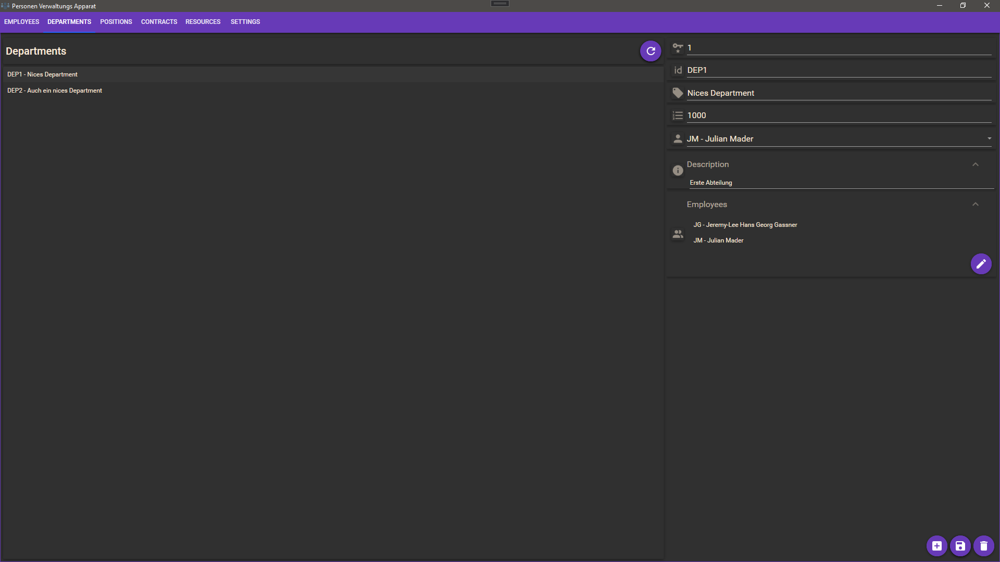 Personen Verwaltungs Apparat
EMPLOYEES DEPARTMENTS POSITIONS CONTRACTS RESOURCES SETTINGS
Departments
DEP1 - Nices Department
DEP2 - Auch ein nices Department
1
id DEP1
Nices Department
1000
JM - Julian Mader
Description
Erste Abteilung
Employees
JG - Jeremy-Lee Hans Georg Gassner
JM - Julian Mader